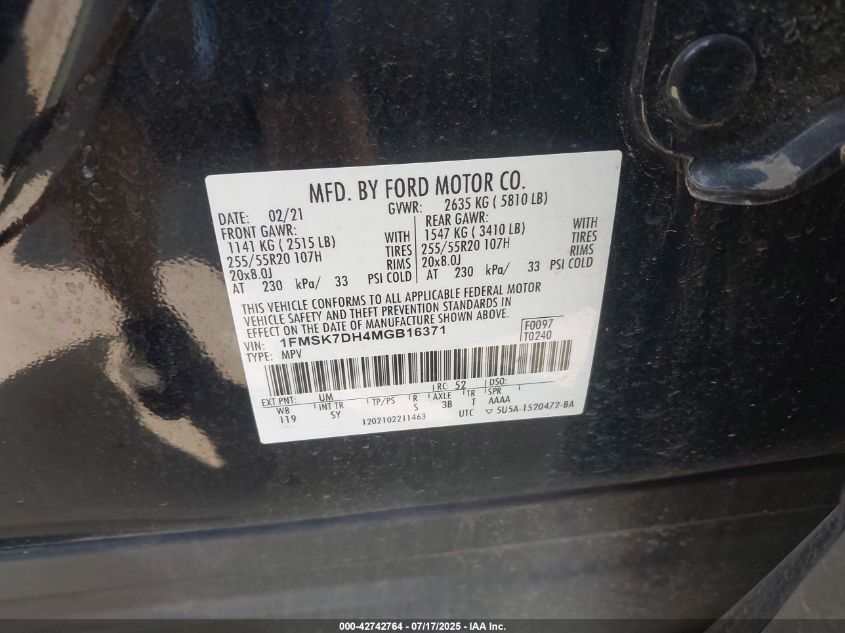 MFD. BY FORD MOTOR CO.
DATE: 02/21 GVWR: 2635 KG ( 5810 LB)
FRONT GAWR: REAR GAWR:
1141 KG ( 2515 LB) WITH 1547 KG ( 3410 LB) WITH
255/55R20 107H TIRES 255/55R20 107H TIRES
20x8.0J RIMS 20x8.0J RIMS
AT 230 kPa/ 33 PSI COLD AT 230 kPa/ 33 PSI COLD
THIS VEHICLE CONFORMS TO ALL APPLICABLE FEDERAL MOTOR
VEHICLE SAFETY AND THEFT PREVENTION STANDARDS IN
EFFECT ON THE DATE OF MANUFACTURE SHOWN ABOVE.
VIN: 1FMSK7DH4MGB16371 F0097
TYPE: MPV T0240
EXT PNT: UM RC: 52 DSO:
WB INT TR TP/PS R AXLE TR SPR
119 SY S 3B T AAAA
1202102211463 UTC ▽ 5U5A-1520472-BA
000-42742764 / 07/17/2025 - IAA Inc.